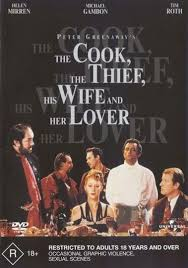 HELEN MIRREN
MICHAEL GAMBON
TIM ROTH
PETER GREENAWAY'S
THE COOK,
THE THIEF,
HIS WIFE AND
HER LOVER
DVD
UNIVERSAL
R 18+
RESTRICTED TO ADULTS 18 YEARS AND OVER
OCCASIONAL GRAPHIC VIOLENCE,
SEXUAL SCENES